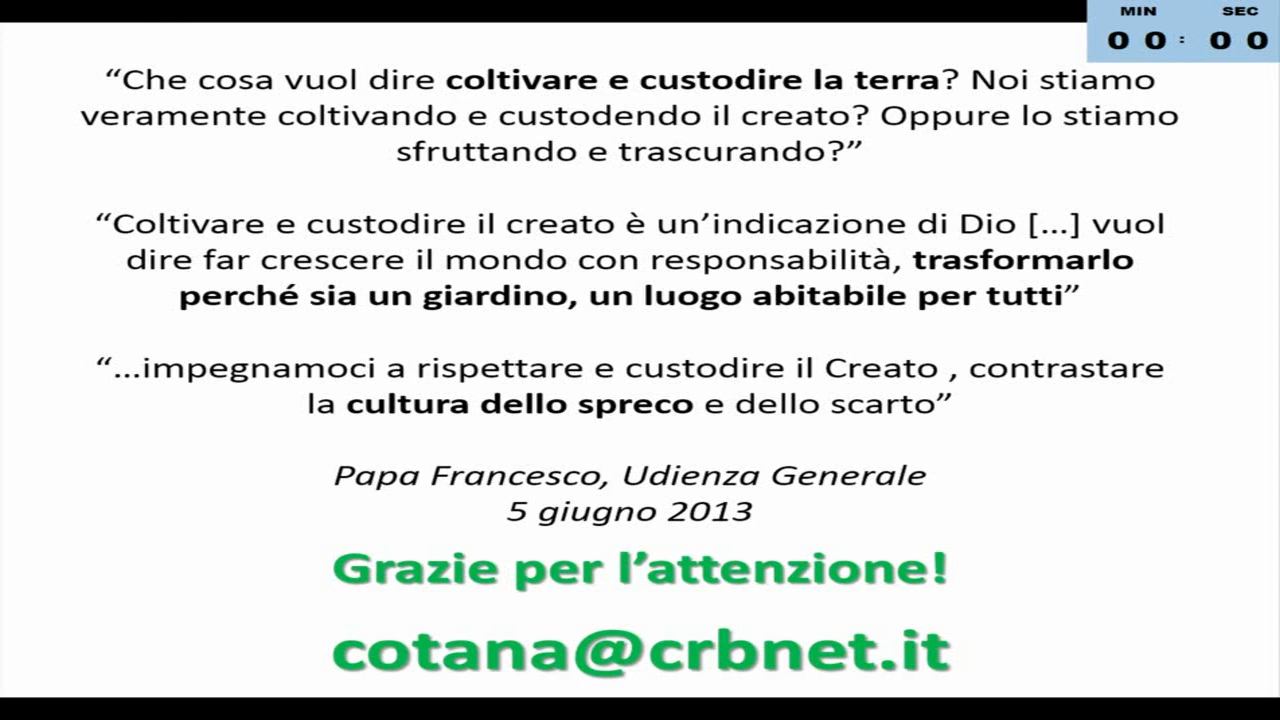 MIN SEC
00:00
“Che cosa vuol dire coltivare e custodire la terra? Noi stiamo
veramente coltivando e custodendo il creato? Oppure lo stiamo
sfruttando e trascurando?”
“Coltivare e custodire il creato è un’indicazione di Dio [...] vuol
dire far crescere il mondo con responsabilità, trasformarlo
perché sia un giardino, un luogo abitabile per tutti”
“...impegnamoci a rispettare e custodire il Creato , contrastare
la cultura dello spreco e dello scarto”
Papa Francesco, Udienza Generale
5 giugno 2013
Grazie per l’attenzione!
cotana@crbnet.it